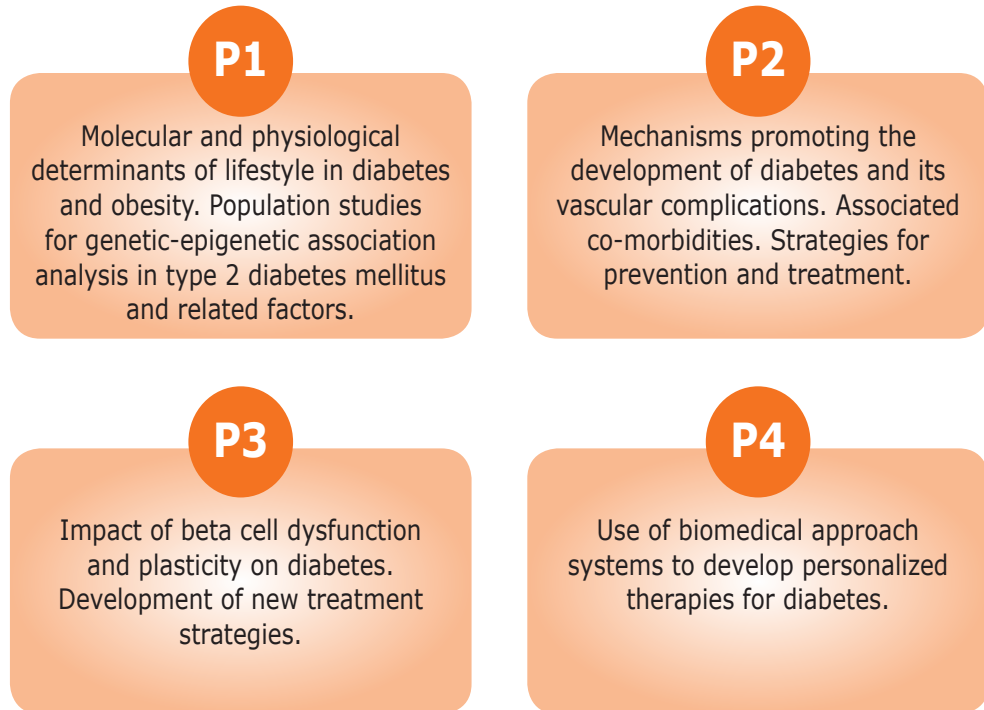 P1
Molecular and physiological
determinants of lifestyle in diabetes
and obesity. Population studies
for genetic-epigenetic association
analysis in type 2 diabetes mellitus
and related factors.
P2
Mechanisms promoting the
development of diabetes and its
vascular complications. Associated
co-morbidities. Strategies for
prevention and treatment.
P3
Impact of beta cell dysfunction
and plasticity on diabetes.
Development of new treatment
strategies.
P4
Use of biomedical approach
systems to develop personalized
therapies for diabetes.